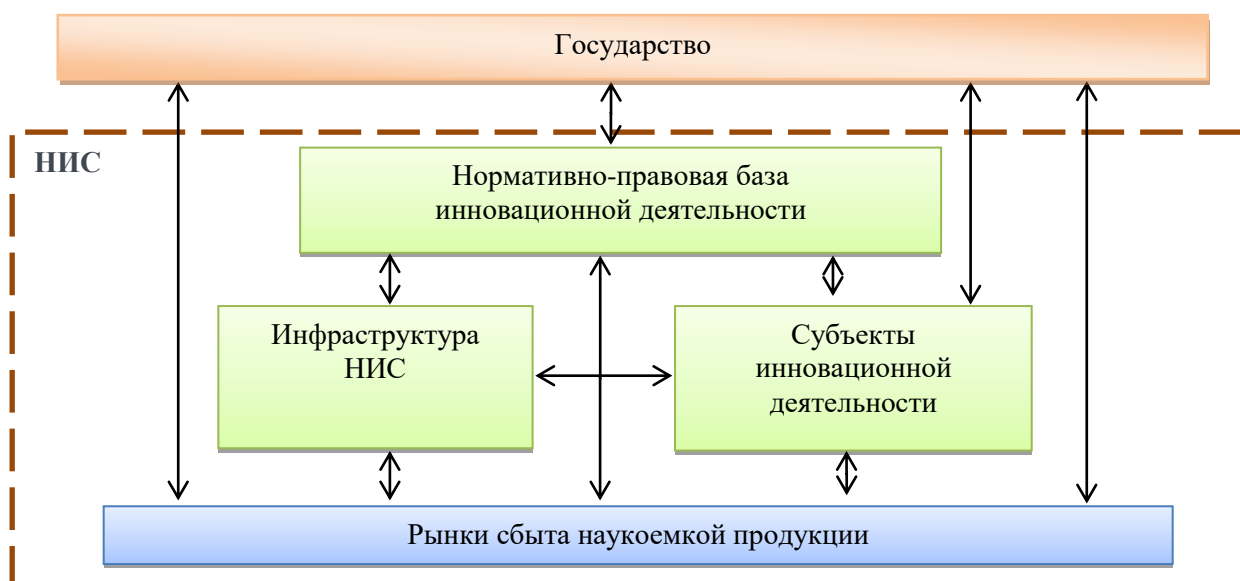 Государство
НИС
Нормативно-правовая база
инновационной деятельности
Инфраструктура
НИС
Субъекты
инновационной
деятельности
Рынки сбыта наукоемкой продукции